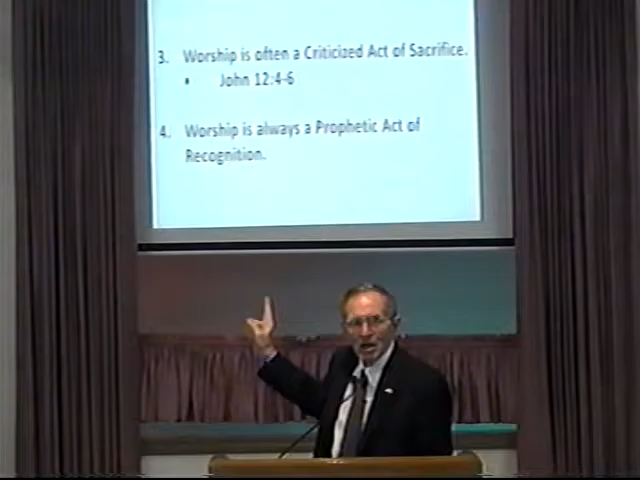 3. Worship is often a Criticized Act of Sacrifice.
• John 12:4-6
4. Worship is always a Prophetic Act of
Recognition.